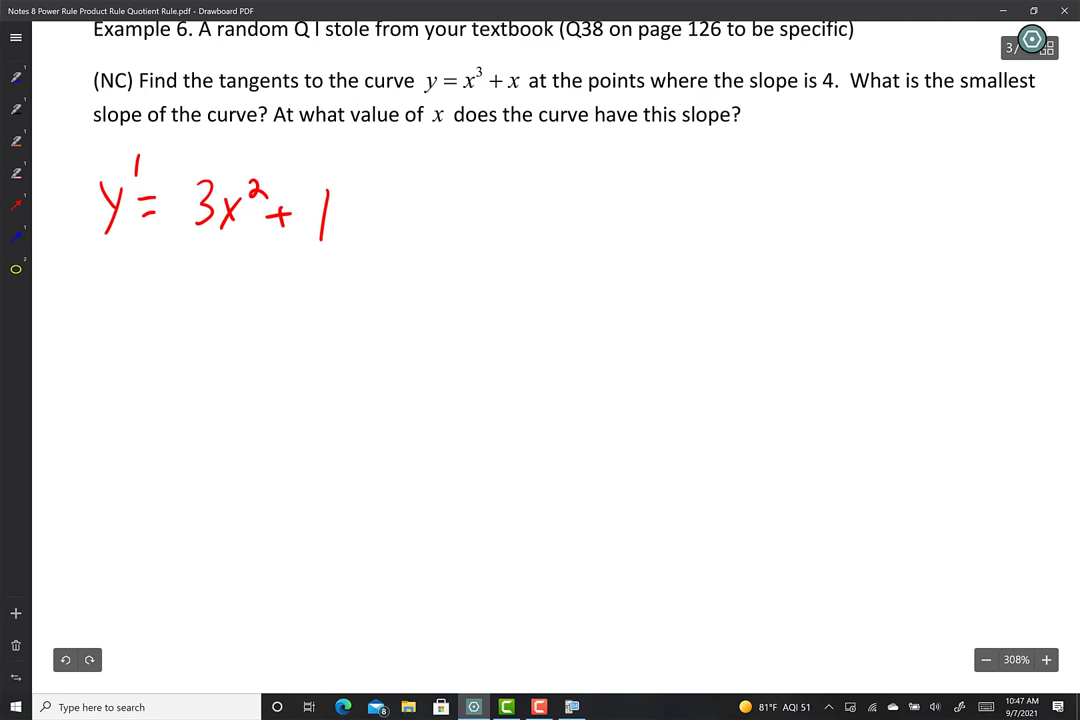 Notes 8 Power Rule Product Rule Quotient Rule.pdf - Drawboard PDF
Example 6. A random Q I stole from your textbook (Q38 on page 126 to be specific)
3/
(NC) Find the tangents to the curve y = x³ + x at the points where the slope is 4. What is the smallest
slope of the curve? At what value of x does the curve have this slope?
y' = 3x² + 1
308%
Type here to search
8
81°F AQI 51
10:47 AM
9/7/2021